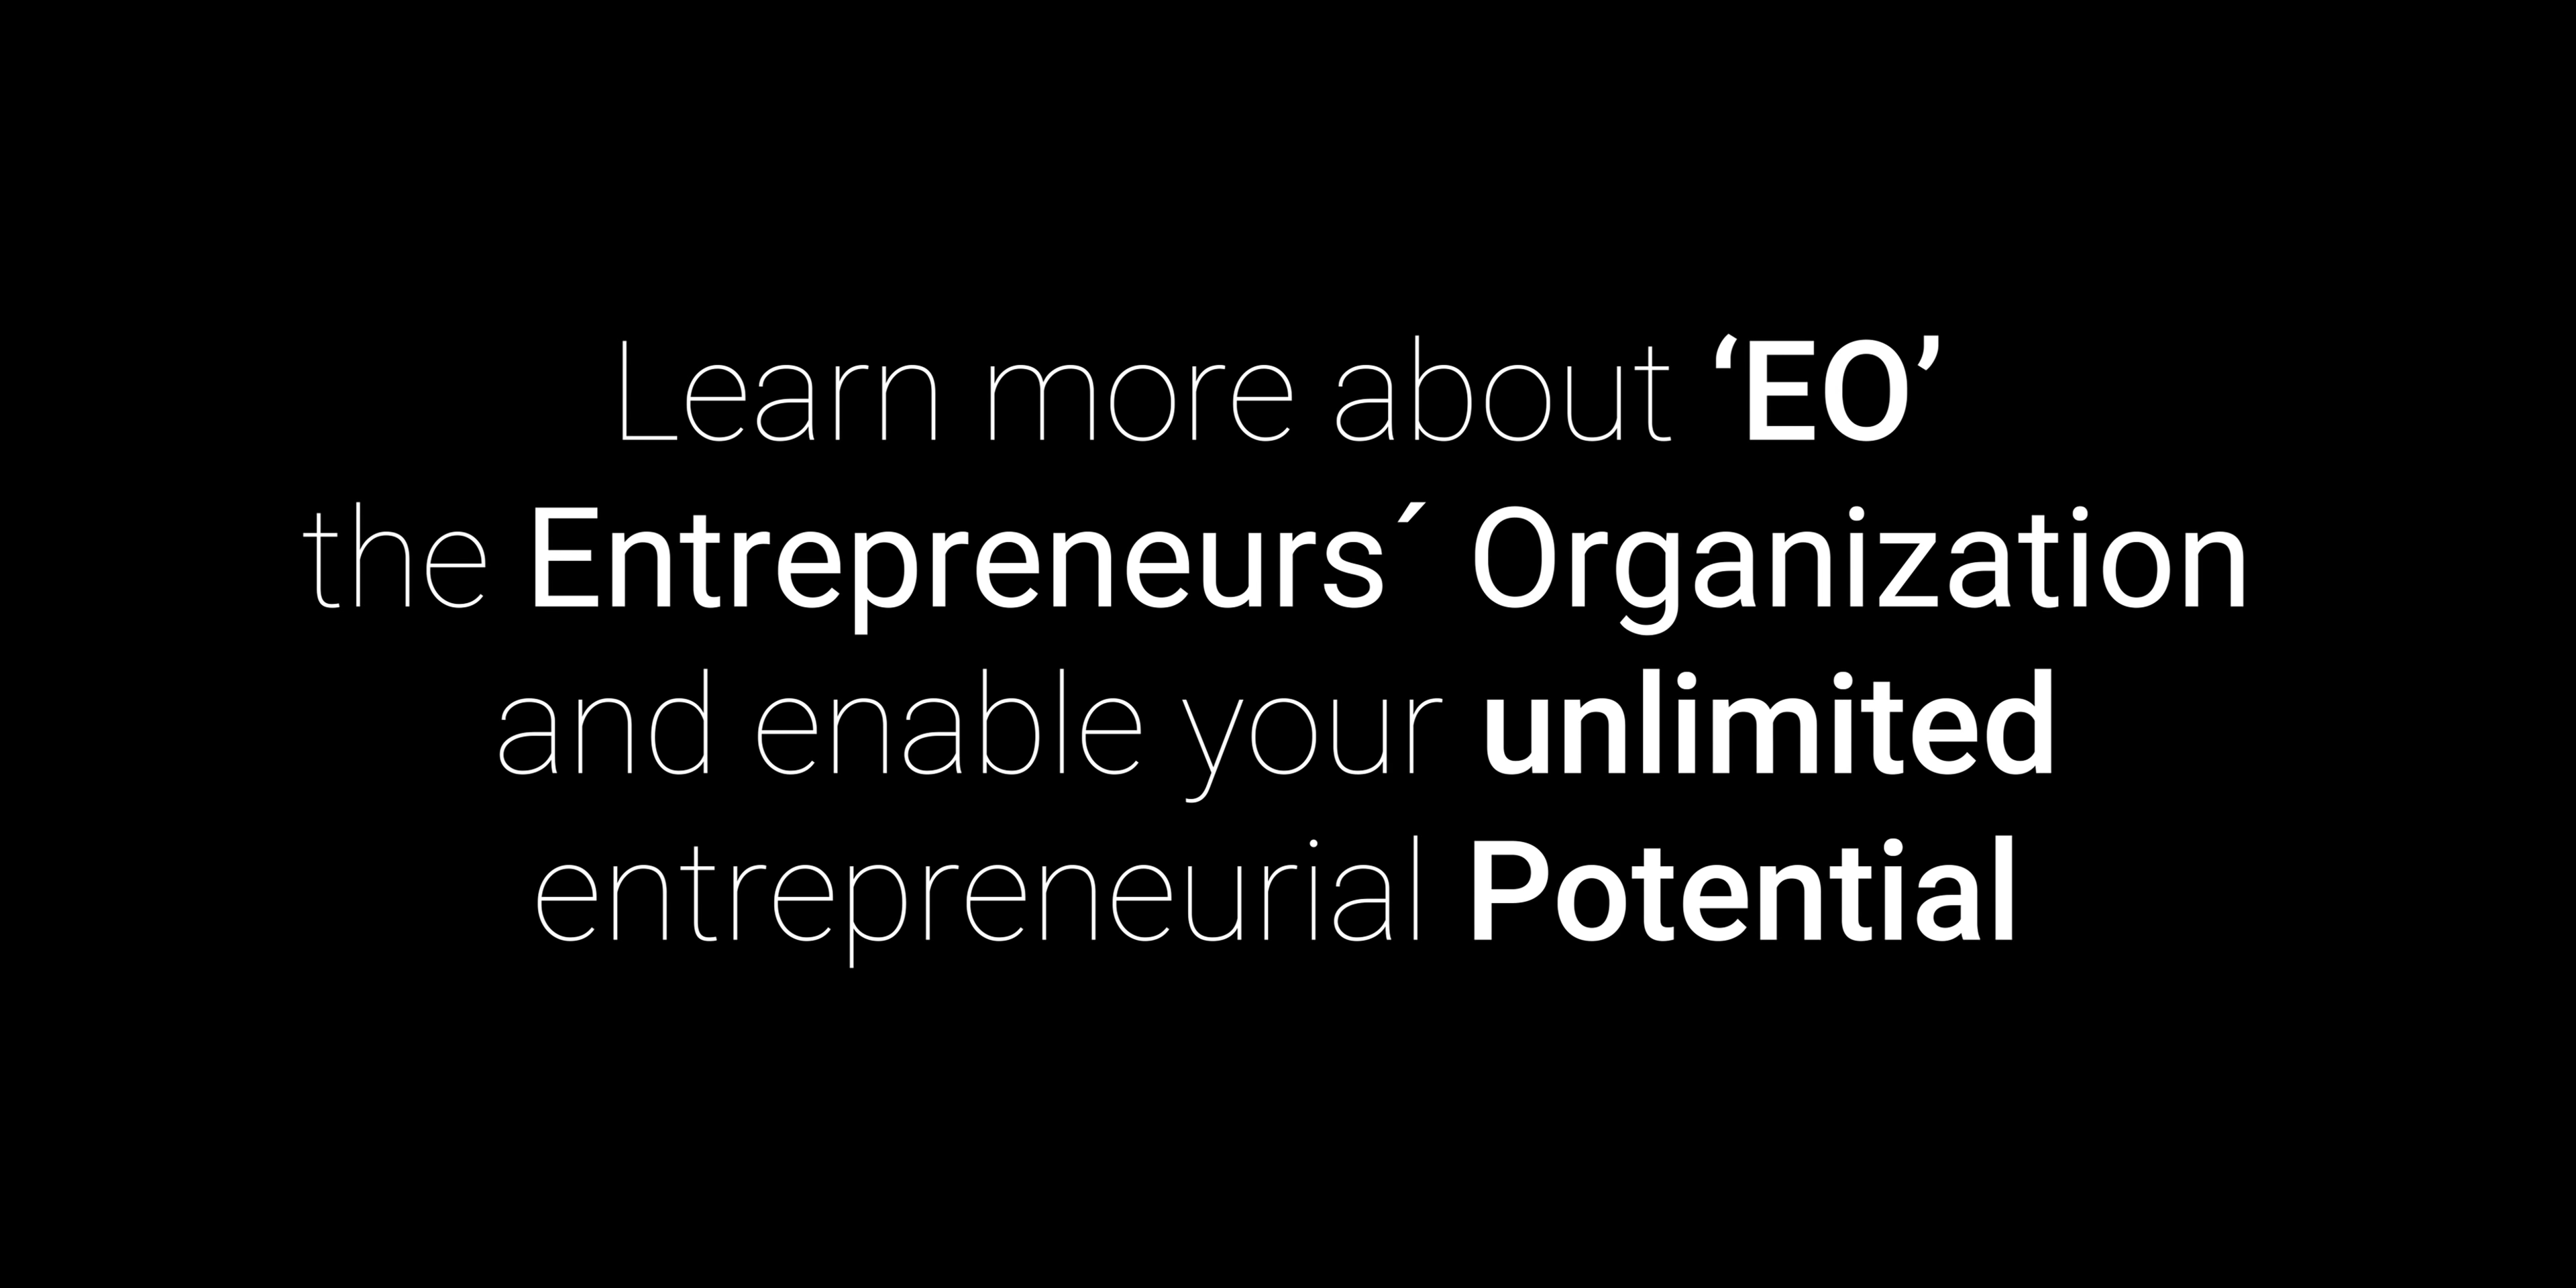 Learn more about ‘EO’
the Entrepreneurs´ Organization
and enable your unlimited
entrepreneurial Potential